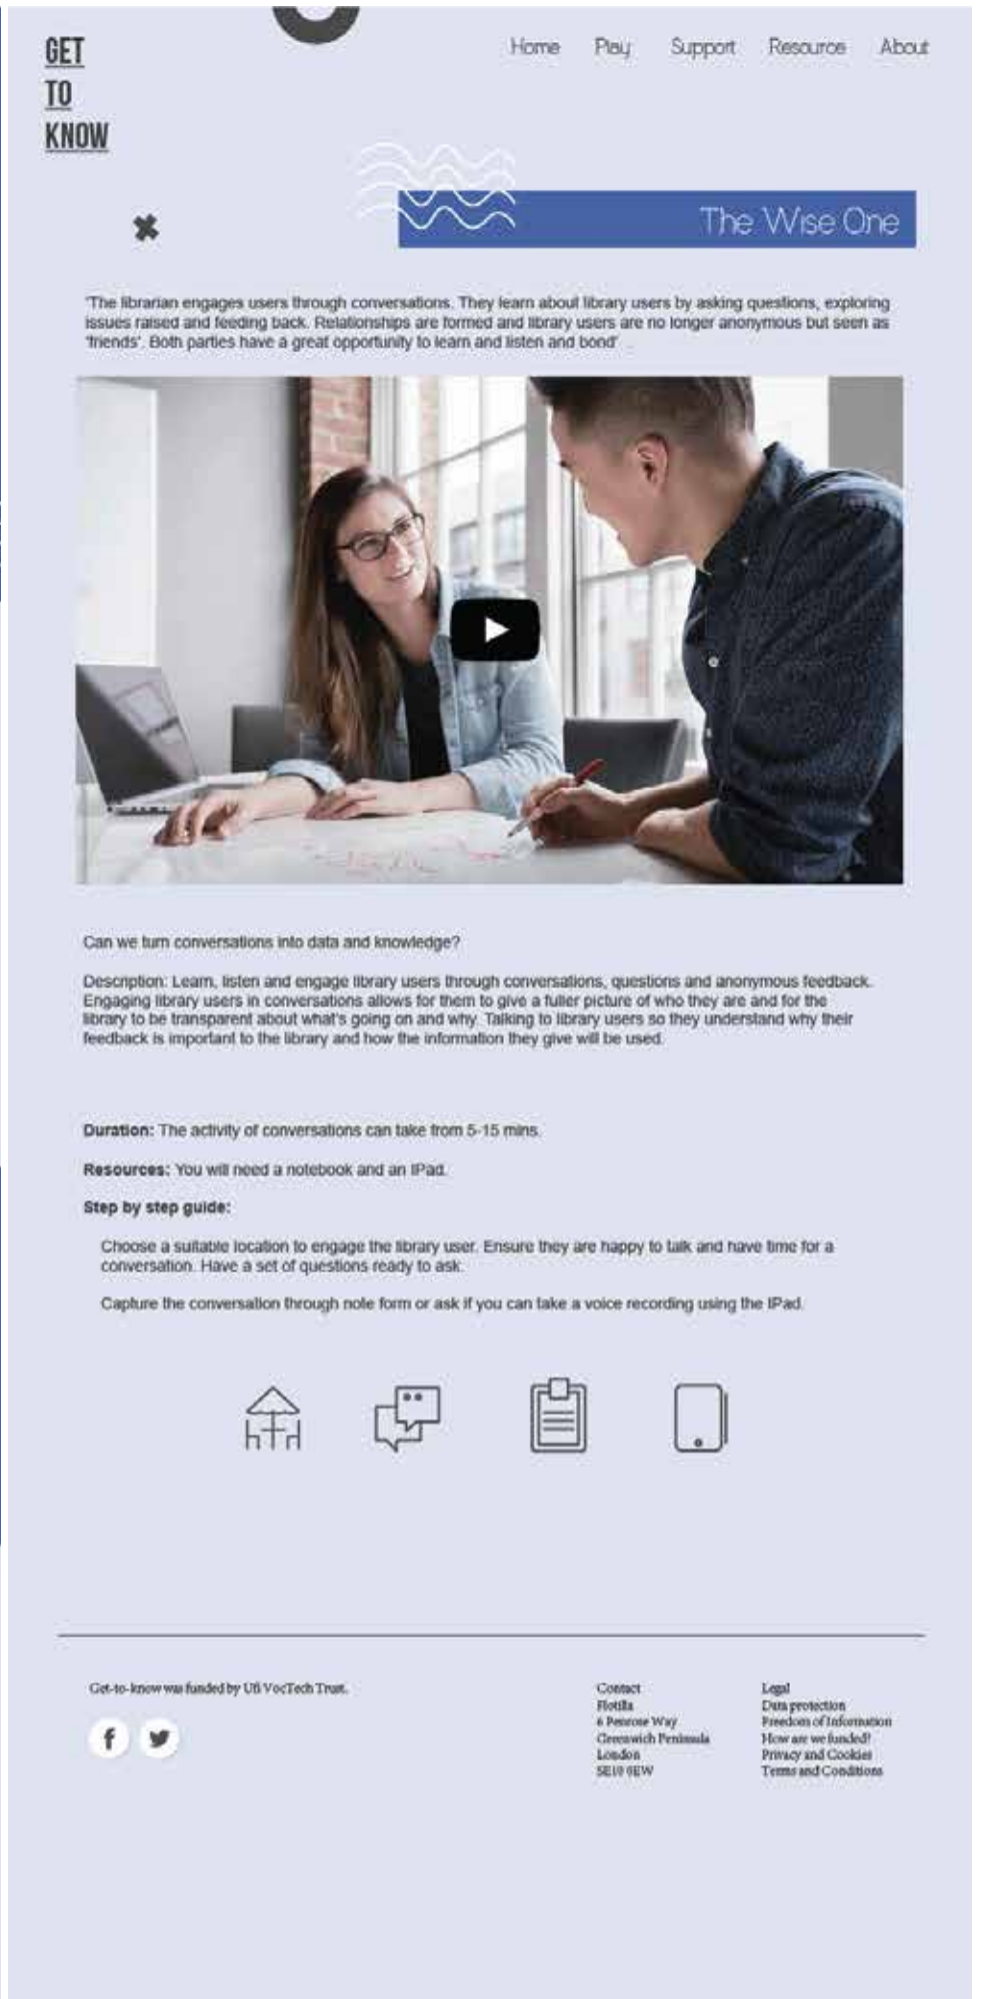 GET
TO
KNOW
Home Play Support Resource About
The Wise One
'The librarian engages users through conversations. They learn about library users by asking questions, exploring
issues raised and feeding back. Relationships are formed and library users are no longer anonymous but seen as
'friends'. Both parties have a great opportunity to learn and listen and bond'
Can we turn conversations into data and knowledge?
Description: Learn, listen and engage library users through conversations, questions and anonymous feedback.
Engaging library users in conversations allows for them to give a fuller picture of who they are and for the
library to be transparent about what's going on and why. Talking to library users so they understand why their
feedback is important to the library and how the information they give will be used.
Duration: The activity of conversations can take from 5-15 mins.
Resources: You will need a notebook and an IPad.
Step by step guide:
Choose a suitable location to engage the library user. Ensure they are happy to talk and have time for a
conversation. Have a set of questions ready to ask.
Capture the conversation through note form or ask if you can take a voice recording using the IPad.
Get-to-know was funded by Ufi VocTech Trust.
Contact
Flotilla
6 Penrose Way
Greenwich Peninsula
London
SE10 0EW
Legal
Data protection
Freedom of Information
How are we funded?
Privacy and Cookies
Terms and Conditions